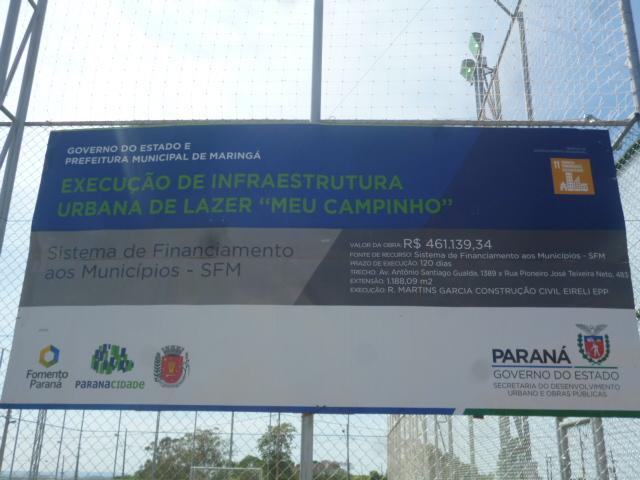 GOVERNO DO ESTADO E
PREFEITURA MUNICIPAL DE MARINGÁ
EXECUÇÃO DE INFRAESTRUTURA
URBANA DE LAZER “MEU CAMPINHO”
11
Sistema de Financiamento
aos Municípios - SFM
VALOR DA OBRA: R$ 461.139,34
FONTE DE RECURSO: Sistema de Financiamento aos Municípios - SFM
PRAZO DE EXECUÇÃO: 120 dias
TRECHO: Av. Antônio Santiago Gualda, 1389 x Rua Pioneiro José Teixeira Neto, 483
EXTENSÃO: 1.188,09 m2
EXECUÇÃO: R. MARTINS GARCIA CONSTRUÇÃO CIVIL EIRELI EPP
Fomento
Paraná
PARANACIDADE
PARANÁ
GOVERNO DO ESTADO
SECRETARIA DO DESENVOLVIMENTO
URBANO E OBRAS PÚBLICAS